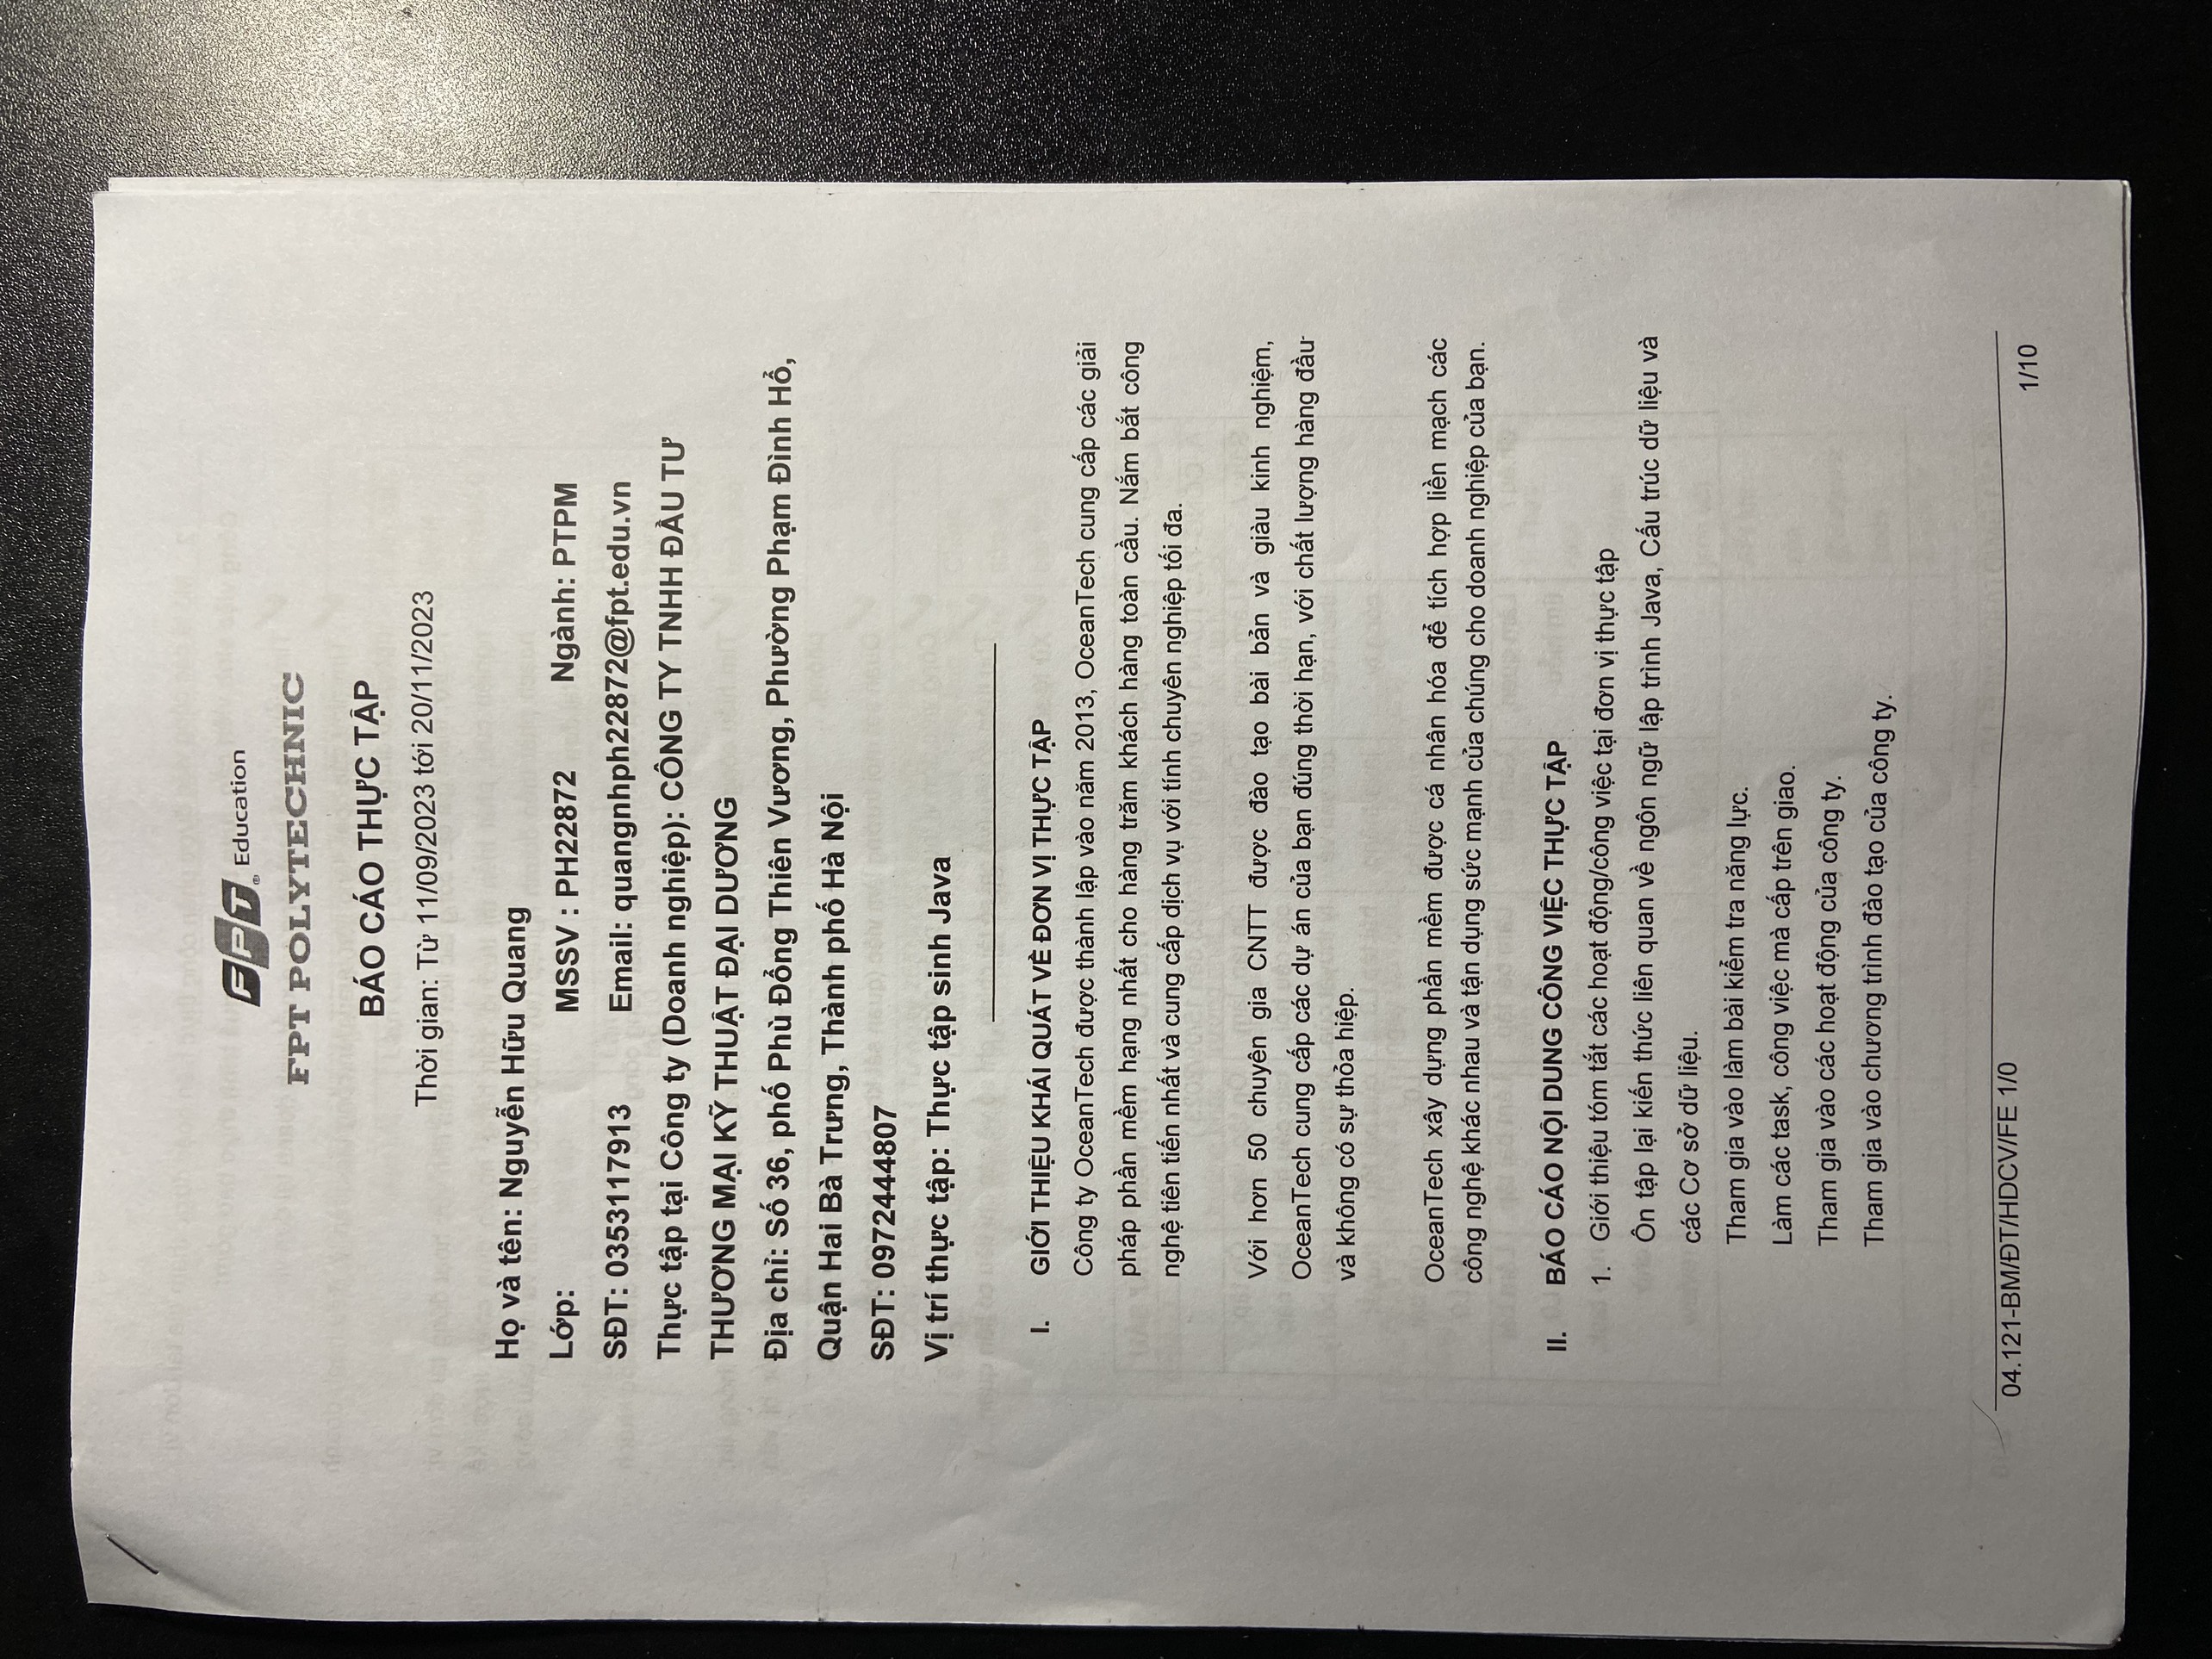 FPT Education
FPT POLYTECHNIC
BÁO CÁO THỰC TẬP
Thời gian: Từ 11/09/2023 tới 20/11/2023
Họ và tên: Nguyễn Hữu Quang
Lớp: MSSV : PH22872 Ngành: PTPM
SĐT: 0353117913 Email: quangnhph22872@fpt.edu.vn
Thực tập tại Công ty (Doanh nghiệp): CÔNG TY TNHH ĐẦU TƯ
THƯƠNG MẠI KỸ THUẬT ĐẠI DƯƠNG
Địa chỉ: Số 36, phố Phù Đổng Thiên Vương, Phường Phạm Đình Hổ,
Quận Hai Bà Trưng, Thành phố Hà Nội
SĐT: 0972444807
Vị trí thực tập: Thực tập sinh Java
I. GIỚI THIỆU KHÁI QUÁT VỀ ĐƠN VỊ THỰC TẬP
Công ty OceanTech được thành lập vào năm 2013, OceanTech cung cấp các giải
pháp phần mềm hạng nhất cho hàng trăm khách hàng toàn cầu. Nắm bắt công
nghệ tiên tiến nhất và cung cấp dịch vụ với tính chuyên nghiệp tối đa.
Với hơn 50 chuyên gia CNTT được đào tạo bài bản và giàu kinh nghiệm,
OceanTech cung cấp các dự án của bạn đúng thời hạn, với chất lượng hàng đầu
và không có sự thỏa hiệp.
OceanTech xây dựng phần mềm được cá nhân hóa để tích hợp liền mạch các
công nghệ khác nhau và tận dụng sức mạnh của chúng cho doanh nghiệp của bạn.
II. BÁO CÁO NỘI DUNG CÔNG VIỆC THỰC TẬP
1. Giới thiệu tóm tắt các hoạt động/công việc tại đơn vị thực tập
Ôn tập lại kiến thức liên quan về ngôn ngữ lập trình Java, Cấu trúc dữ liệu và
các Cơ sở dữ liệu.
Tham gia vào làm bài kiểm tra năng lực.
Làm các task, công việc mà cấp trên giao.
Tham gia vào các hoạt động của công ty.
Tham gia vào chương trình đào tạo của công ty.
04.121-BM/ĐT/HDCV/FE 1/0
1/10